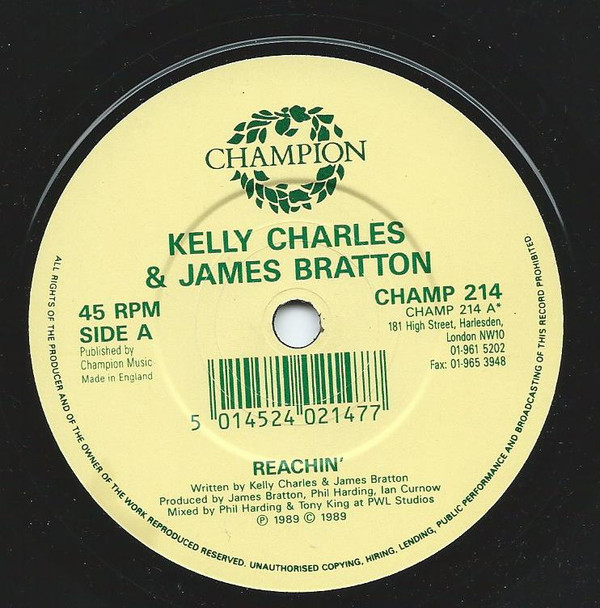 CHAMPION
KELLY CHARLES
& JAMES BRATTON
45 RPM
SIDE A
Published by
Champion Music
Made in England
CHAMP 214
CHAMP 214 A*
181 High Street, Harlesden,
London NW10
01-961 5202
Fax: 01-965 3948
5 014524 021477
REACHIN'
Written by Kelly Charles & James Bratton
Produced by James Bratton, Phil Harding, Ian Curnow
Mixed by Phil Harding & Tony King at PWL Studios
℗ 1989 © 1989
ALL RIGHTS OF THE PRODUCER AND OF THE OWNER OF THE WORK REPRODUCED RESERVED. UNAUTHORISED COPYING, HIRING, LENDING, PUBLIC PERFORMANCE AND BROADCASTING OF THIS RECORD PROHIBITED